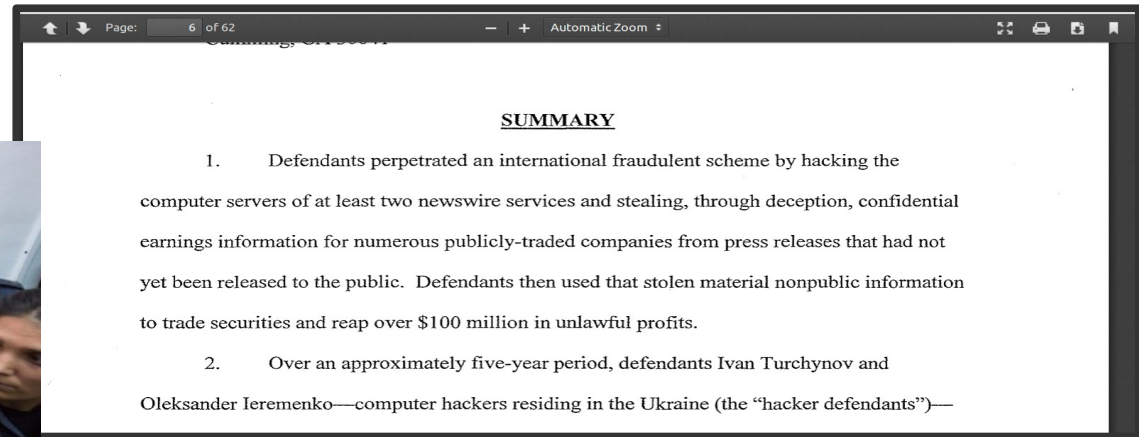 Page: 6 of 62 Automatic Zoom
SUMMARY
1. Defendants perpetrated an international fraudulent scheme by hacking the
computer servers of at least two newswire services and stealing, through deception, confidential
earnings information for numerous publicly-traded companies from press releases that had not
yet been released to the public. Defendants then used that stolen material nonpublic information
to trade securities and reap over $100 million in unlawful profits.
2. Over an approximately five-year period, defendants Ivan Turchynov and
Oleksander Ieremenko—computer hackers residing in the Ukraine (the “hacker defendants”)—